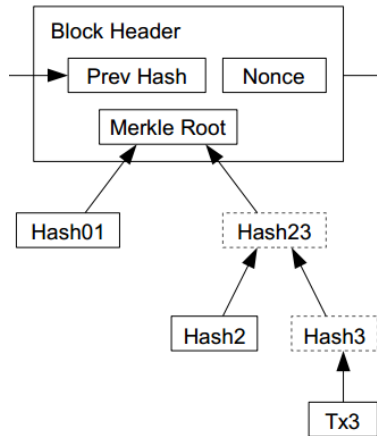 Block Header
Prev Hash Nonce
Merkle Root
Hash01 Hash23
Hash2 Hash3
Tx3